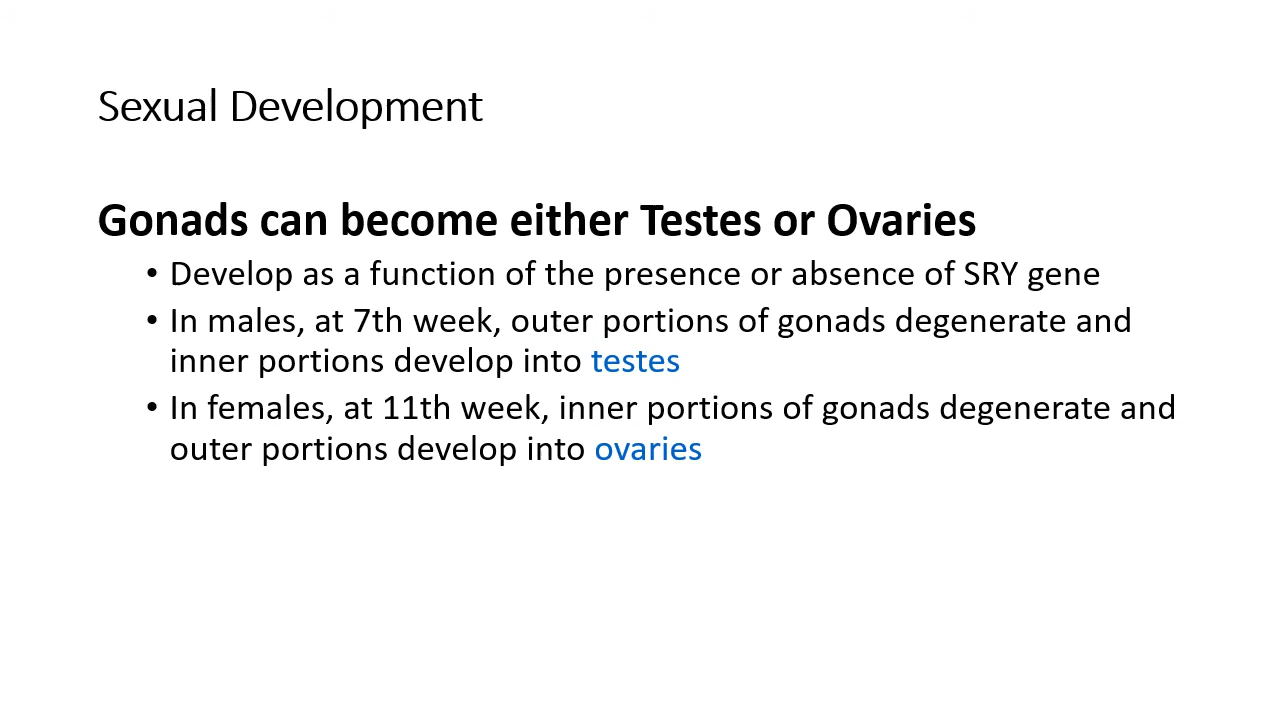 Sexual Development
Gonads can become either Testes or Ovaries
• Develop as a function of the presence or absence of SRY gene
• In males, at 7th week, outer portions of gonads degenerate and
inner portions develop into testes
• In females, at 11th week, inner portions of gonads degenerate and
outer portions develop into ovaries